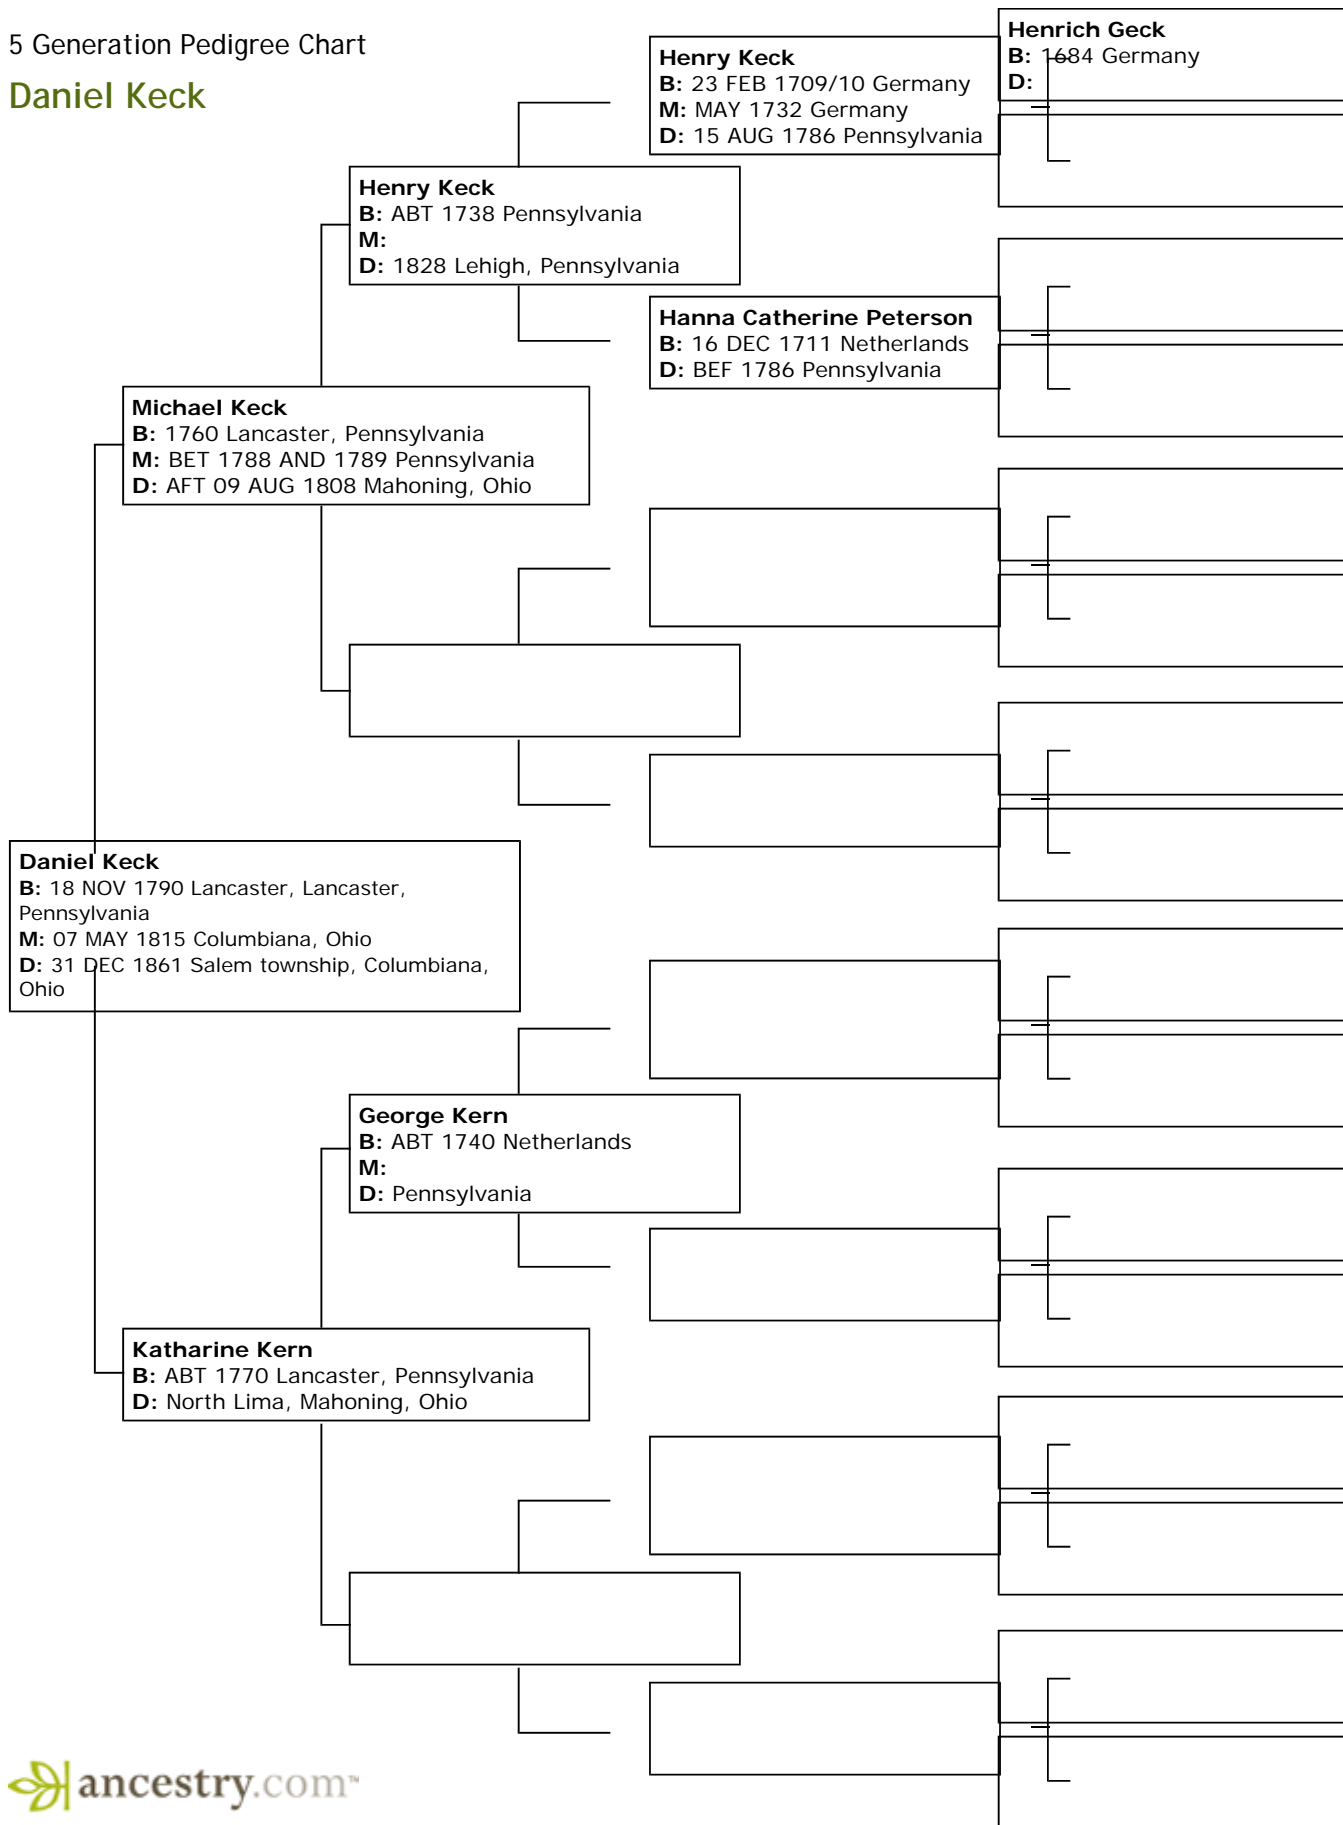 5 Generation Pedigree Chart
Daniel Keck
Henrich Geck
B: 1684 Germany
D:
Henry Keck
B: 23 FEB 1709/10 Germany
M: MAY 1732 Germany
D: 15 AUG 1786 Pennsylvania
Henry Keck
B: ABT 1738 Pennsylvania
M:
D: 1828 Lehigh, Pennsylvania
Hanna Catherine Peterson
B: 16 DEC 1711 Netherlands
D: BEF 1786 Pennsylvania
Michael Keck
B: 1760 Lancaster, Pennsylvania
M: BET 1788 AND 1789 Pennsylvania
D: AFT 09 AUG 1808 Mahoning, Ohio
Daniel Keck
B: 18 NOV 1790 Lancaster, Lancaster,
Pennsylvania
M: 07 MAY 1815 Columbiana, Ohio
D: 31 DEC 1861 Salem township, Columbiana,
Ohio
George Kern
B: ABT 1740 Netherlands
M:
D: Pennsylvania
Katharine Kern
B: ABT 1770 Lancaster, Pennsylvania
D: North Lima, Mahoning, Ohio
ancestry.com™